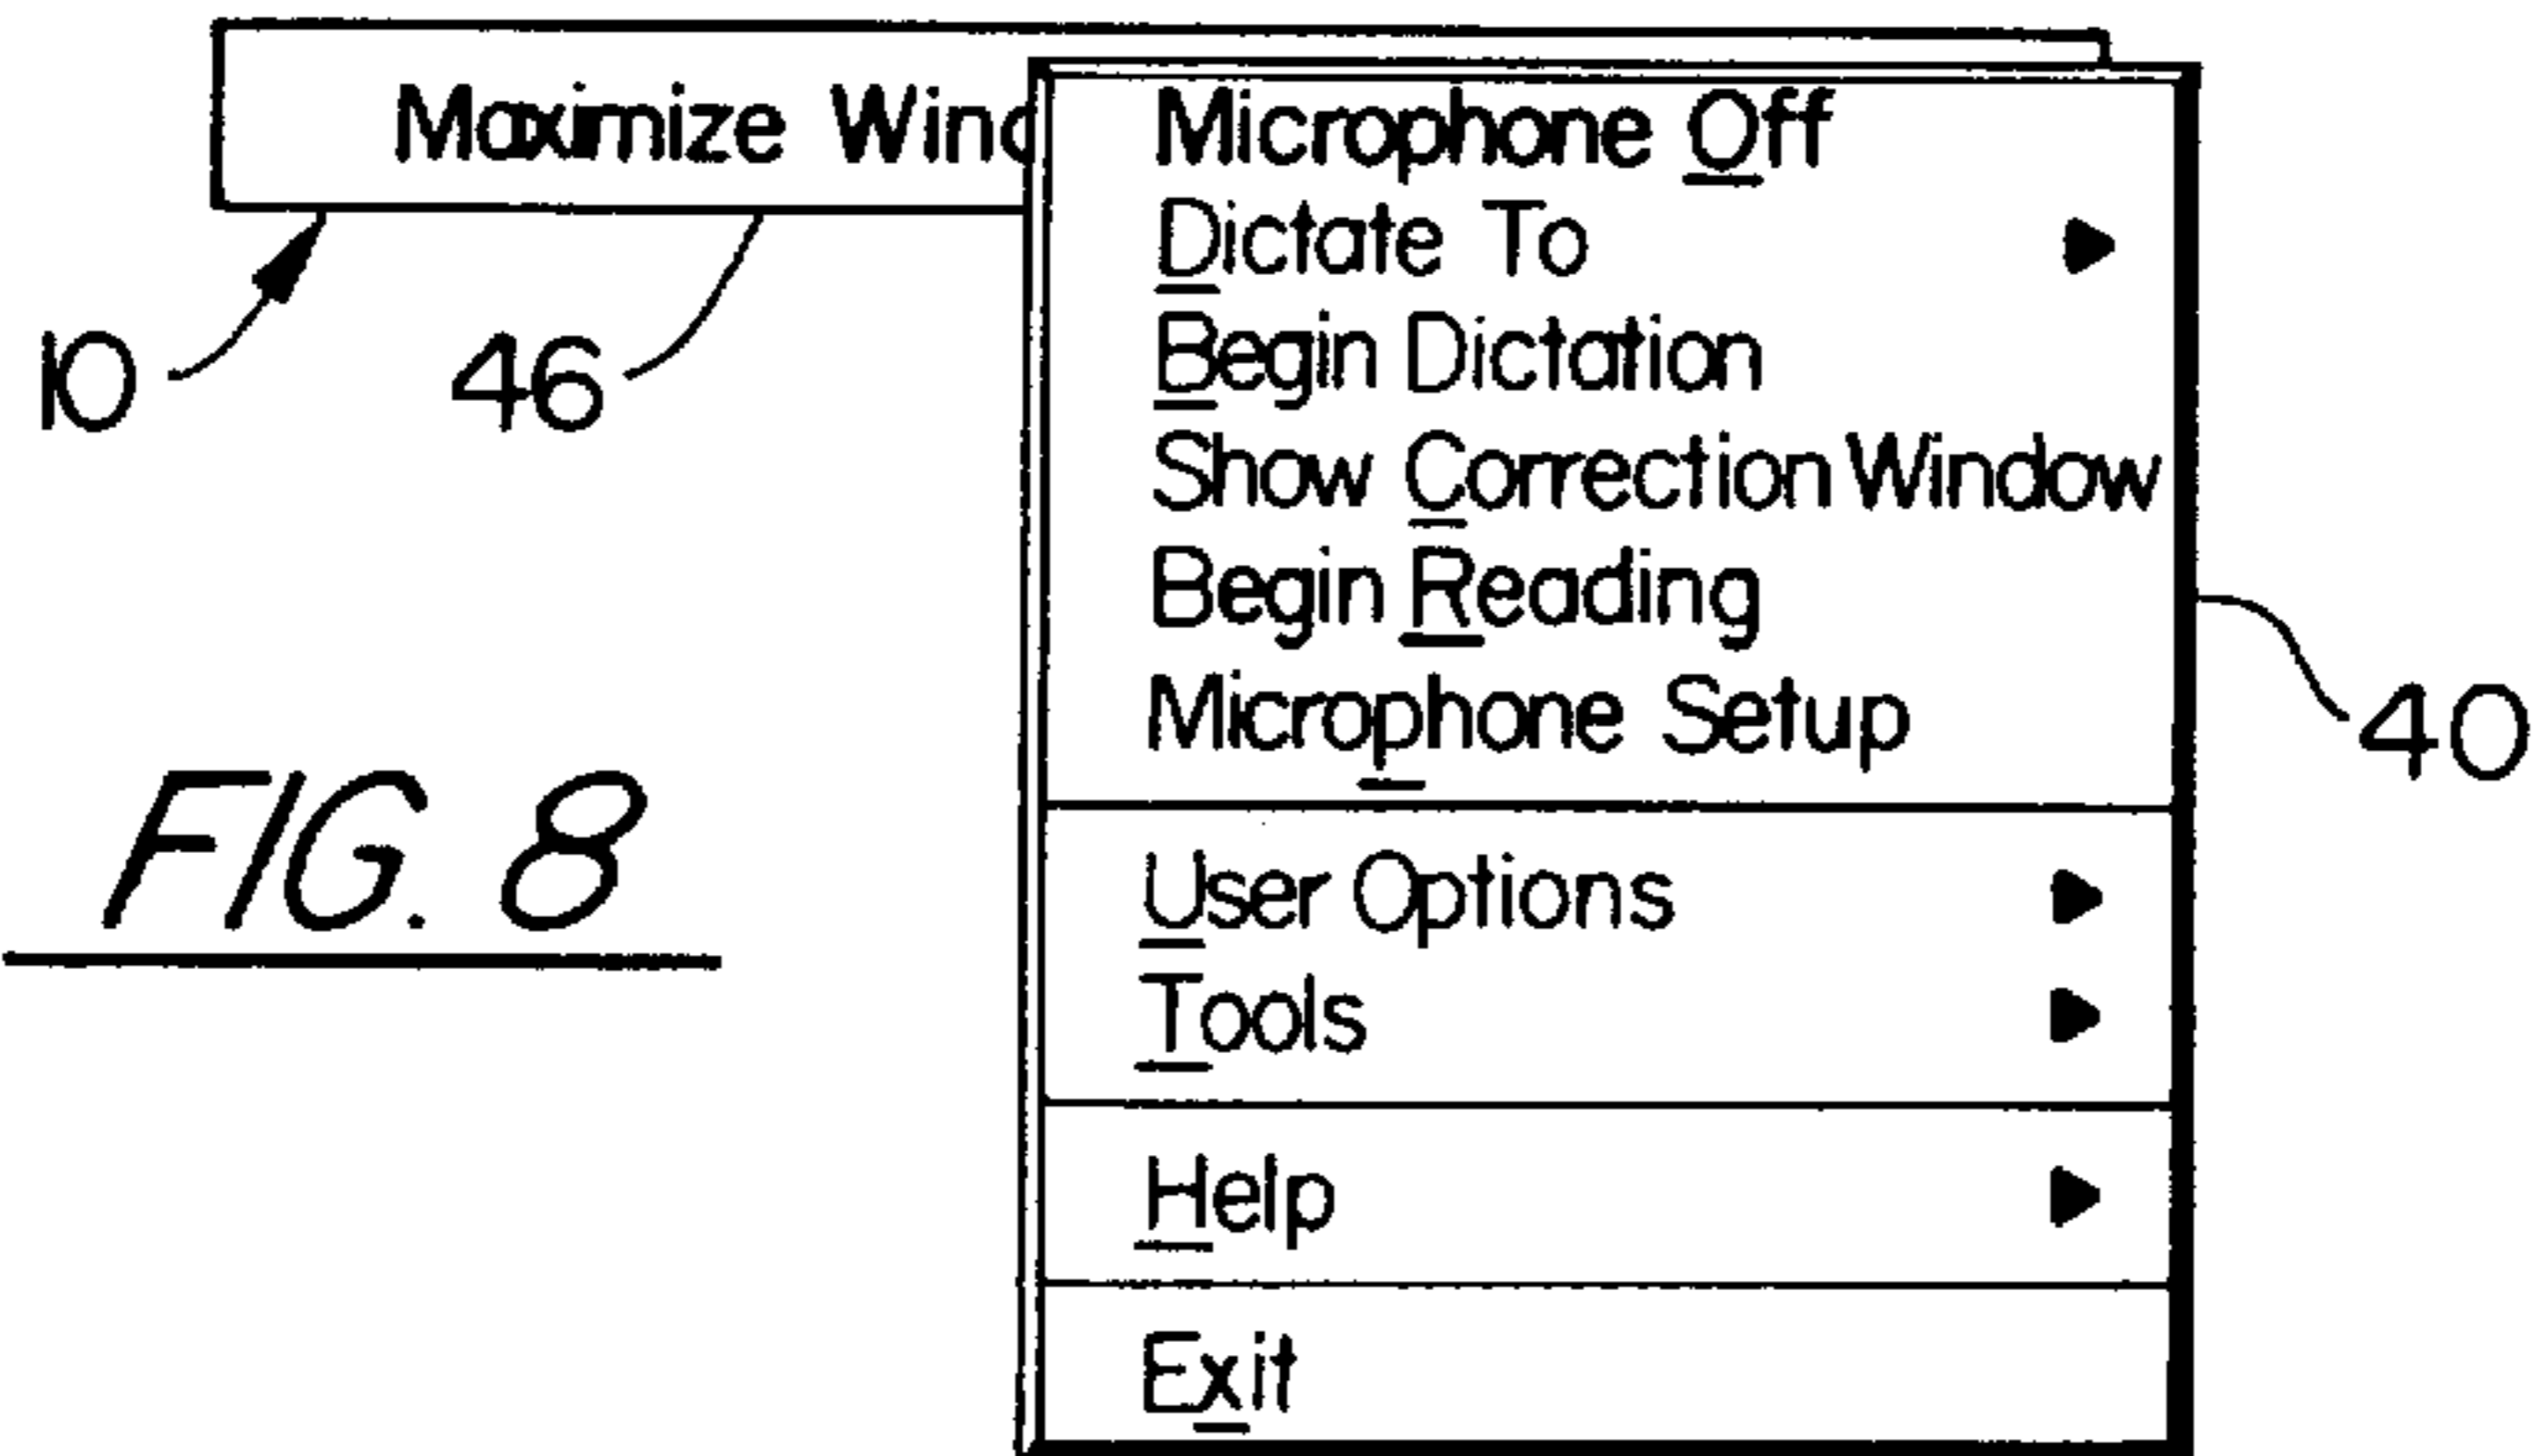 Maximize Wind
Microphone Off
Dictate To
Begin Dictation
Show Correction Window
Begin Reading
Microphone Setup
User Options
Tools
Help
Exit
10
46
40
FIG. 8